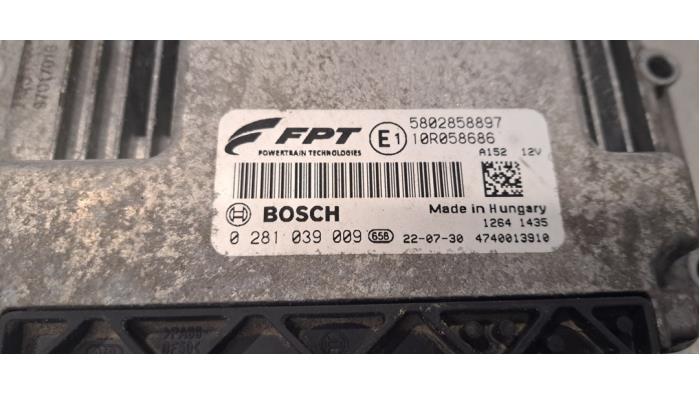 FPT
POWERTRAIN TECHNOLOGIES
E1
5802858897
10R058686
A152 12V
BOSCH
Made in Hungary
1264 1435
0 281 039 009 658 22-07-30 4740013910